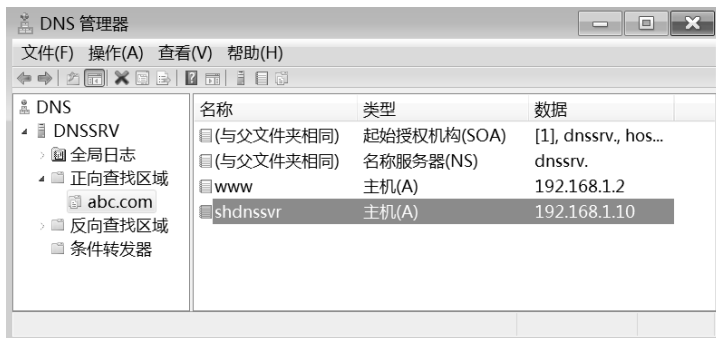 DNS 管理器
文件(F) 操作(A) 查看(V) 帮助(H)
DNS
DNSSRV
全局日志
正向查找区域
abc.com
反向查找区域
条件转发器
名称 类型 数据
(与父文件夹相同) 起始授权机构(SOA) [1], dnssrv., hos...
(与父文件夹相同) 名称服务器(NS) dnssrv.
www 主机(A) 192.168.1.2
shdnssvr 主机(A) 192.168.1.10